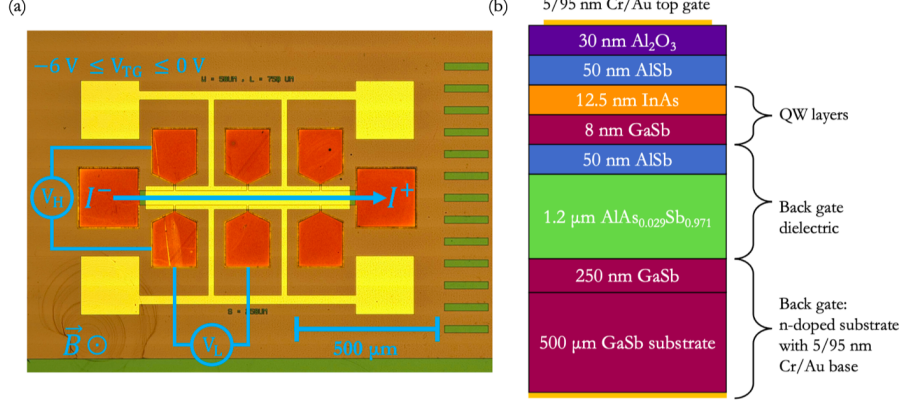 (a)
−6 V ≤ V_TG ≤ 0 V
W = 50UM , L = 750 UM
V_H
I⁻
I⁺
V_L
B⃗ ⊙
500 μm
(b)
5/95 nm Cr/Au top gate
30 nm Al₂O₃
50 nm AlSb
12.5 nm InAs
8 nm GaSb
QW layers
50 nm AlSb
1.2 μm AlAs₀.₀₂₉Sb₀.₉₇₁
Back gate
dielectric
250 nm GaSb
500 μm GaSb substrate
Back gate:
n-doped substrate
with 5/95 nm
Cr/Au base